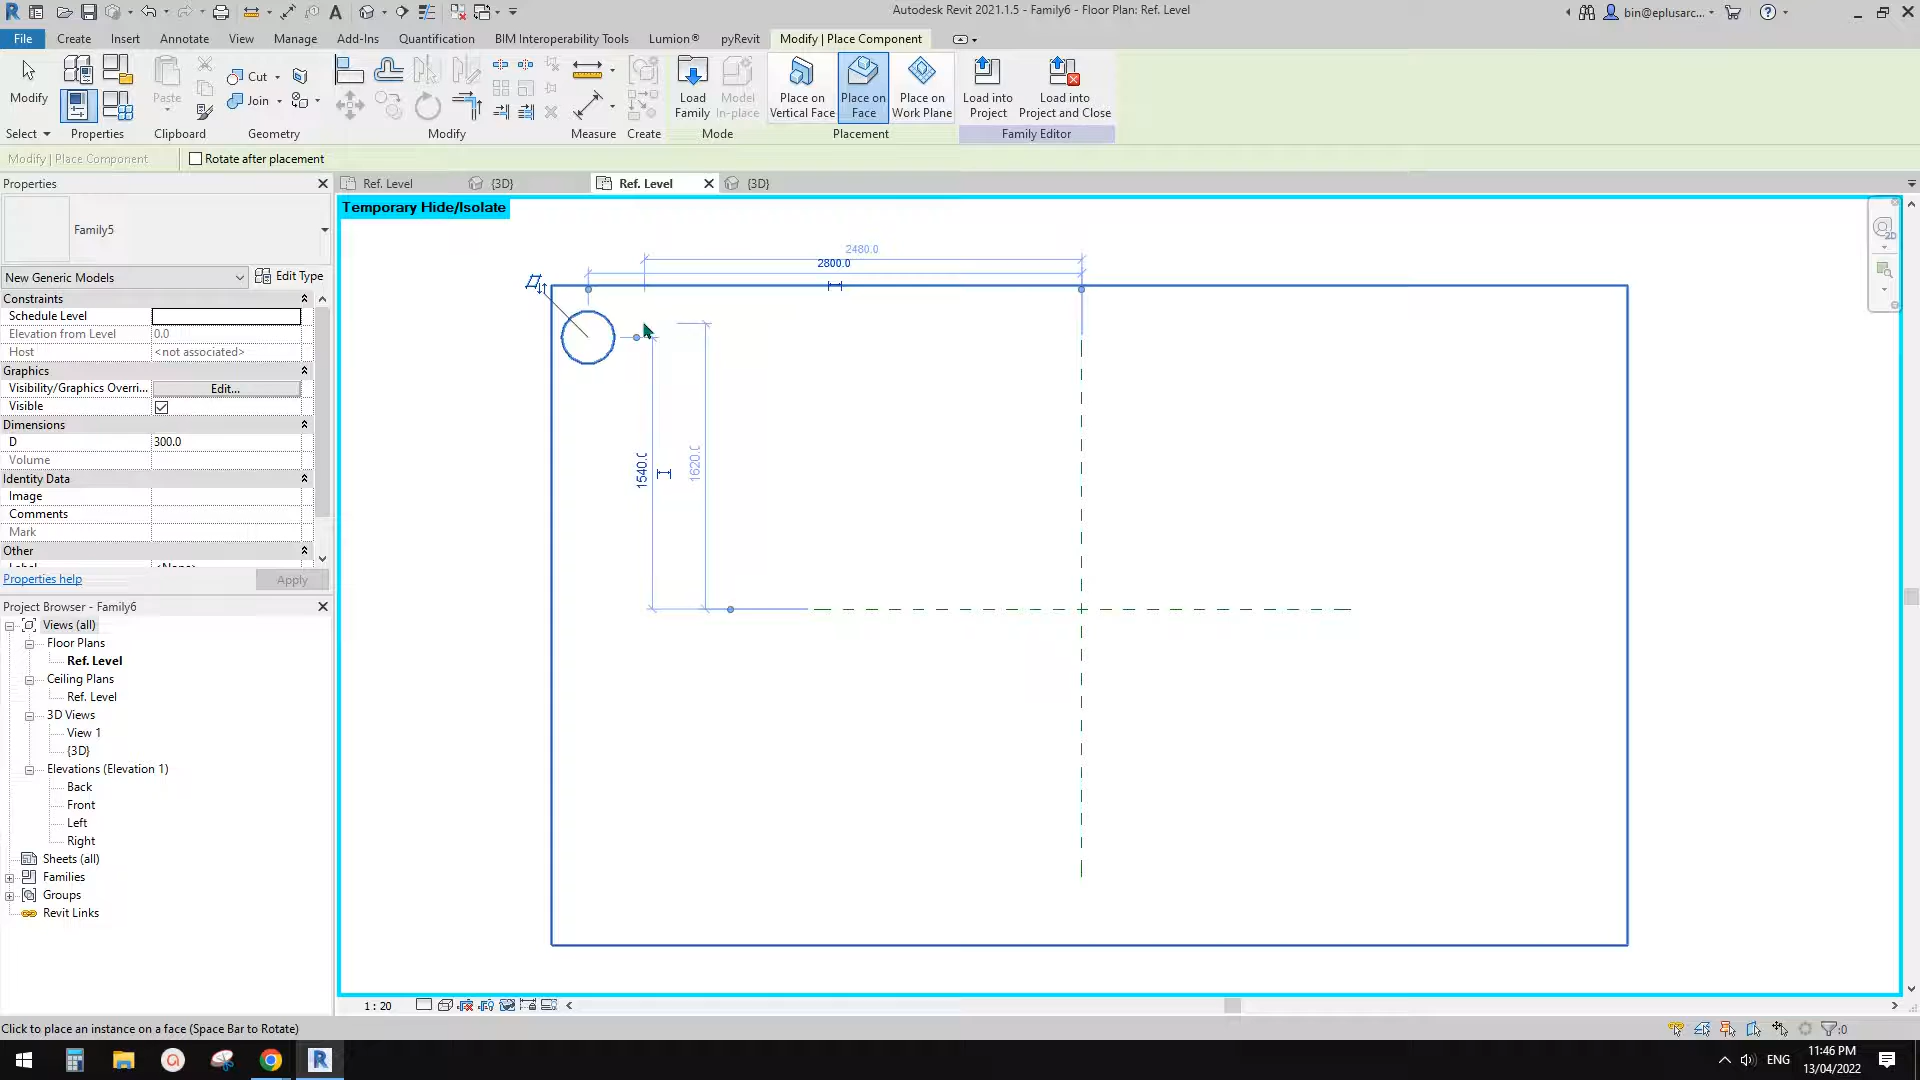 Autodesk Revit 2021.1.5 - Family6 - Floor Plan: Ref. Level
bin@eplusarc...
File Create Insert Annotate View Manage Add-Ins Quantification BIM Interoperability Tools Lumion® pyRevit Modify | Place Component
Modify
Paste
Cut
Join
Load Family
Model In-place
Place on Vertical Face
Place on Face
Place on Work Plane
Load into Project
Load into Project and Close
Select Properties Clipboard Geometry Modify Measure Create Mode Placement Family Editor
Modify | Place Component Rotate after placement
Properties
Ref. Level {3D} Ref. Level {3D}
Temporary Hide/Isolate
Family5
New Generic Models Edit Type
Constraints
Schedule Level
Elevation from Level 0.0
Host <not associated>
Graphics
Visibility/Graphics Overri... Edit...
Visible
Dimensions
D 300.0
Volume
Identity Data
Image
Comments
Mark
Other
Properties help Apply
Project Browser - Family6
Views (all)
Floor Plans
Ref. Level
Ceiling Plans
Ref. Level
3D Views
View 1
{3D}
Elevations (Elevation 1)
Back
Front
Left
Right
Sheets (all)
Families
Groups
Revit Links
2480.0
2800.0
1540.0
1620.0
2D
1 : 20
Click to place an instance on a face (Space Bar to Rotate)
:0
ENG
11:46 PM
13/04/2022